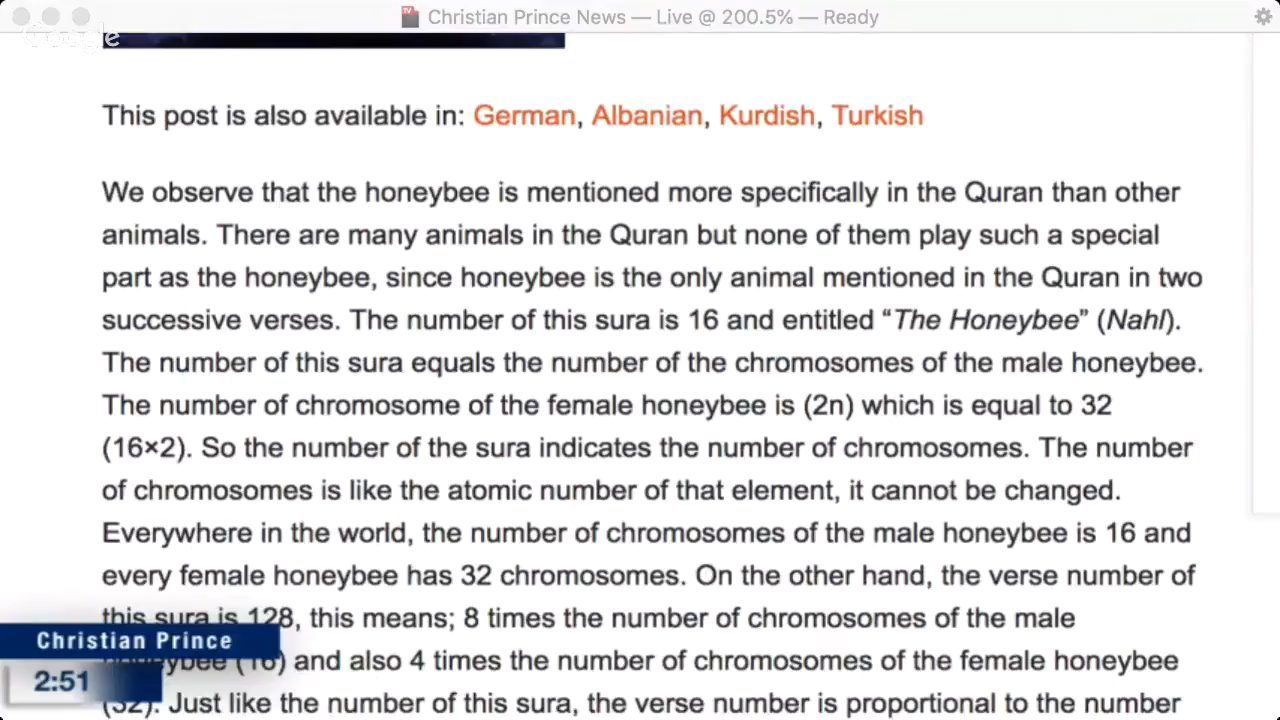 Christian Prince News — Live @ 200.5% — Ready
Google
This post is also available in: German, Albanian, Kurdish, Turkish
We observe that the honeybee is mentioned more specifically in the Quran than other
animals. There are many animals in the Quran but none of them play such a special
part as the honeybee, since honeybee is the only animal mentioned in the Quran in two
successive verses. The number of this sura is 16 and entitled “The Honeybee” (Nahl).
The number of this sura equals the number of the chromosomes of the male honeybee.
The number of chromosome of the female honeybee is (2n) which is equal to 32
(16×2). So the number of the sura indicates the number of chromosomes. The number
of chromosomes is like the atomic number of that element, it cannot be changed.
Everywhere in the world, the number of chromosomes of the male honeybee is 16 and
every female honeybee has 32 chromosomes. On the other hand, the verse number of
this sura is 128, this means; 8 times the number of chromosomes of the male
honeybee (16) and also 4 times the number of chromosomes of the female honeybee
(32). Just like the number of this sura, the verse number is proportional to the number
Christian Prince
2:51